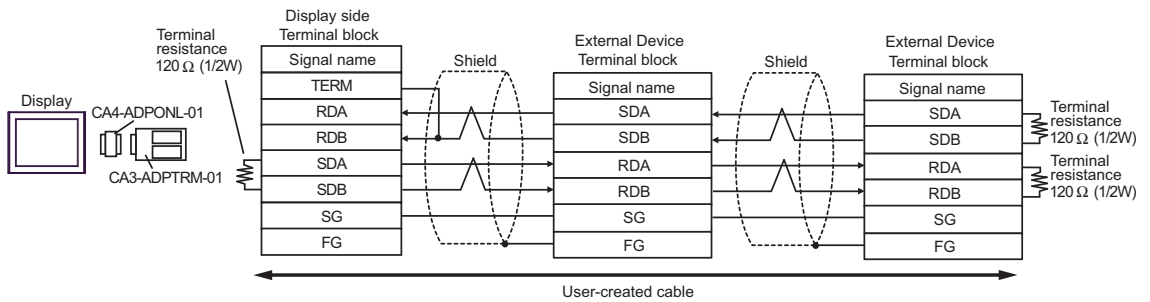 Display
CA4-ADPONL-01
CA3-ADPTRM-01
Terminal
resistance
120 Ω (1/2W)
Display side
Terminal block
Signal name
TERM
RDA
RDB
SDA
SDB
SG
FG
Shield
External Device
Terminal block
Signal name
SDA
SDB
RDA
RDB
SG
FG
Shield
External Device
Terminal block
Signal name
SDA
SDB
RDA
RDB
SG
FG
Terminal
resistance
120 Ω (1/2W)
Terminal
resistance
120 Ω (1/2W)
User-created cable